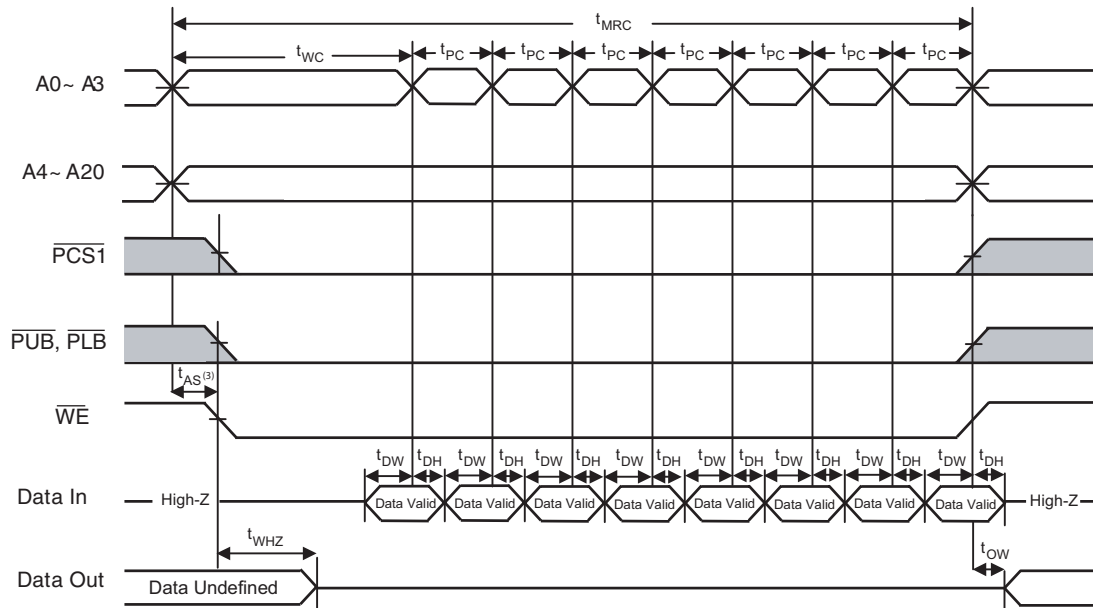 tMRC
tWC tPC tPC tPC tPC tPC tPC tPC
A0~ A3
A4~ A20
PCS1
PUB, PLB
tAS(3)
WE
tDW tDH tDW tDH tDW tDH tDW tDH tDW tDH tDW tDH tDW tDH tDW tDH
Data In High-Z Data Valid Data Valid Data Valid Data Valid Data Valid Data Valid Data Valid Data Valid High-Z
tWHZ tOW
Data Out Data Undefined